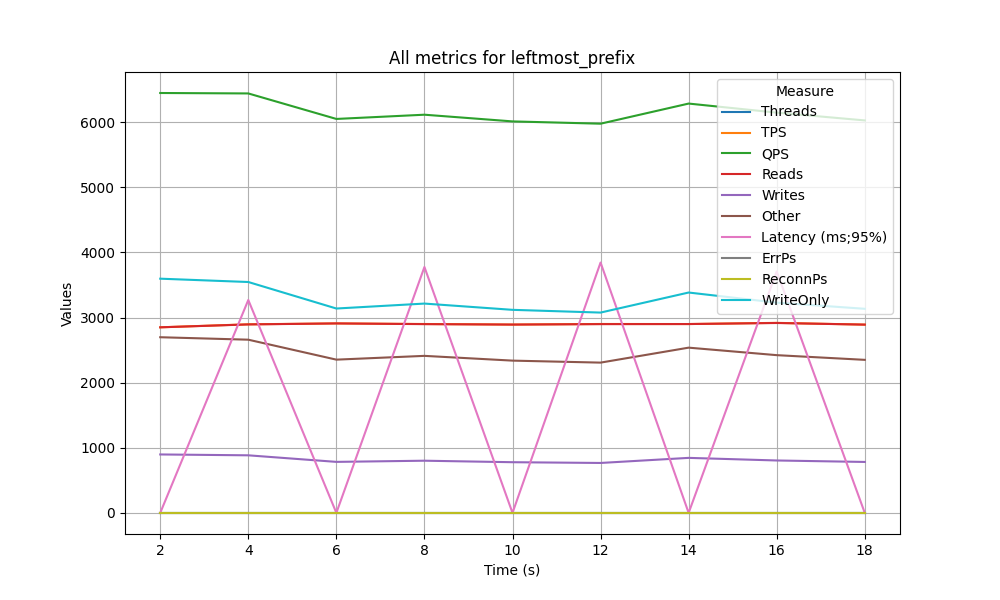 All metrics for leftmost_prefix
Measure
Threads
TPS
QPS
Reads
Writes
Other
Latency (ms;95%)
ErrPs
ReconnPs
WriteOnly
Values
6000
5000
4000
3000
2000
1000
0
2 4 6 8 10 12 14 16 18
Time (s)